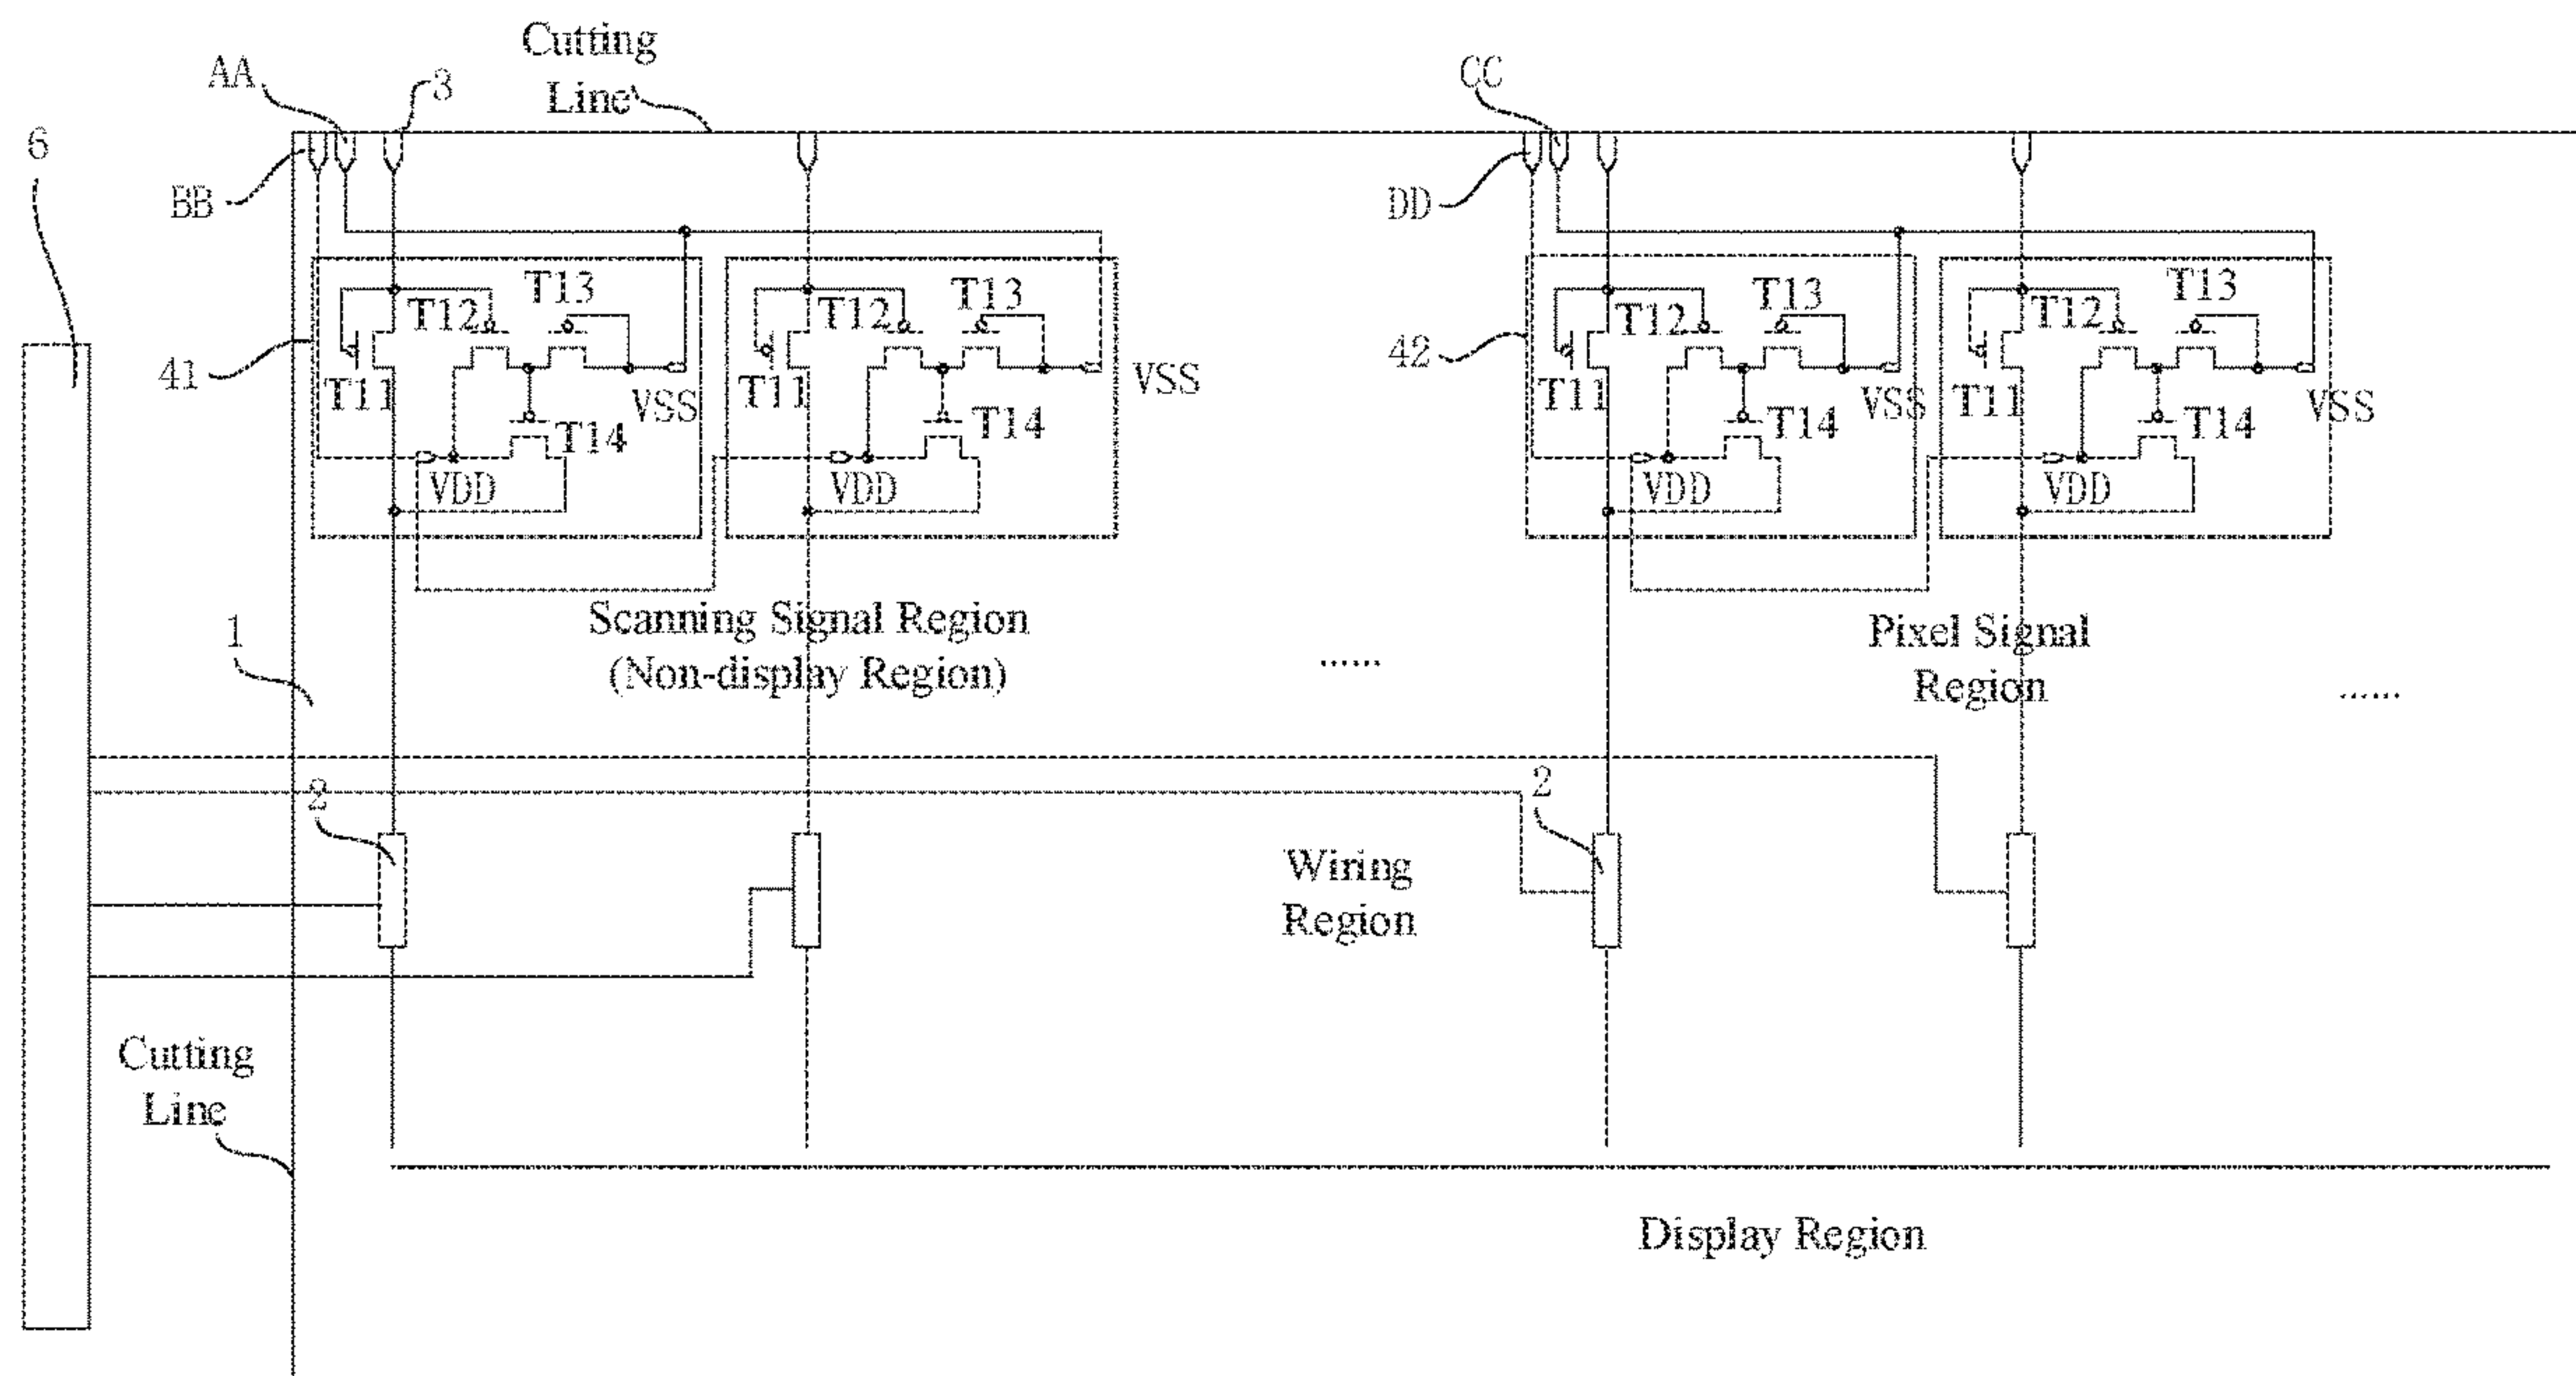 Cutting
Line
AA
3
CC
6
BB
DD
T13
T12
T13
T12
T13
T12
T13
T12
41
T11
VSS
T11
VSS
42
T11
VSS
T11
VSS
T14
T14
T14
T14
VDD
VDD
VDD
VDD
Scanning Signal Region
(Non-display Region)
......
Pixel Signal
Region
......
1
2
2
Wiring
Region
Cutting
Line
Display Region